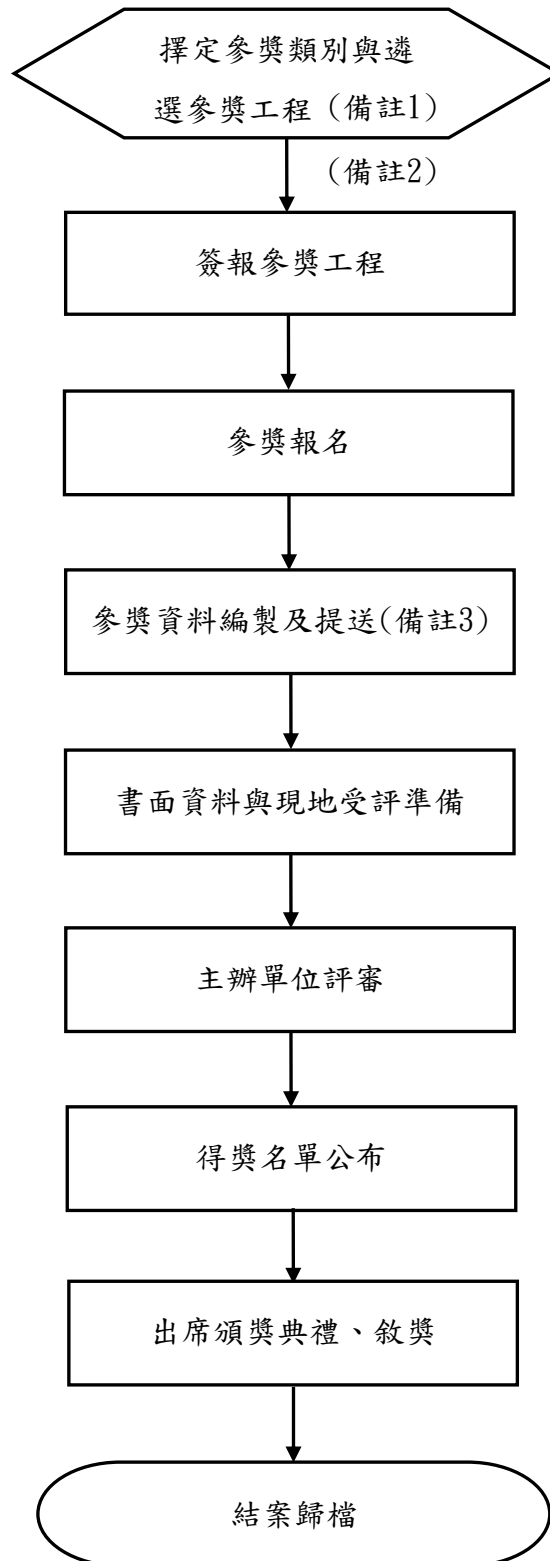 擇定參獎類別與遴
選參獎工程（備註1）
（備註2）
簽報參獎工程
參獎報名
參獎資料編製及提送(備註3)
書面資料與現地受評準備
主辦單位評審
得獎名單公布
出席頒獎典禮、敘獎
結案歸檔